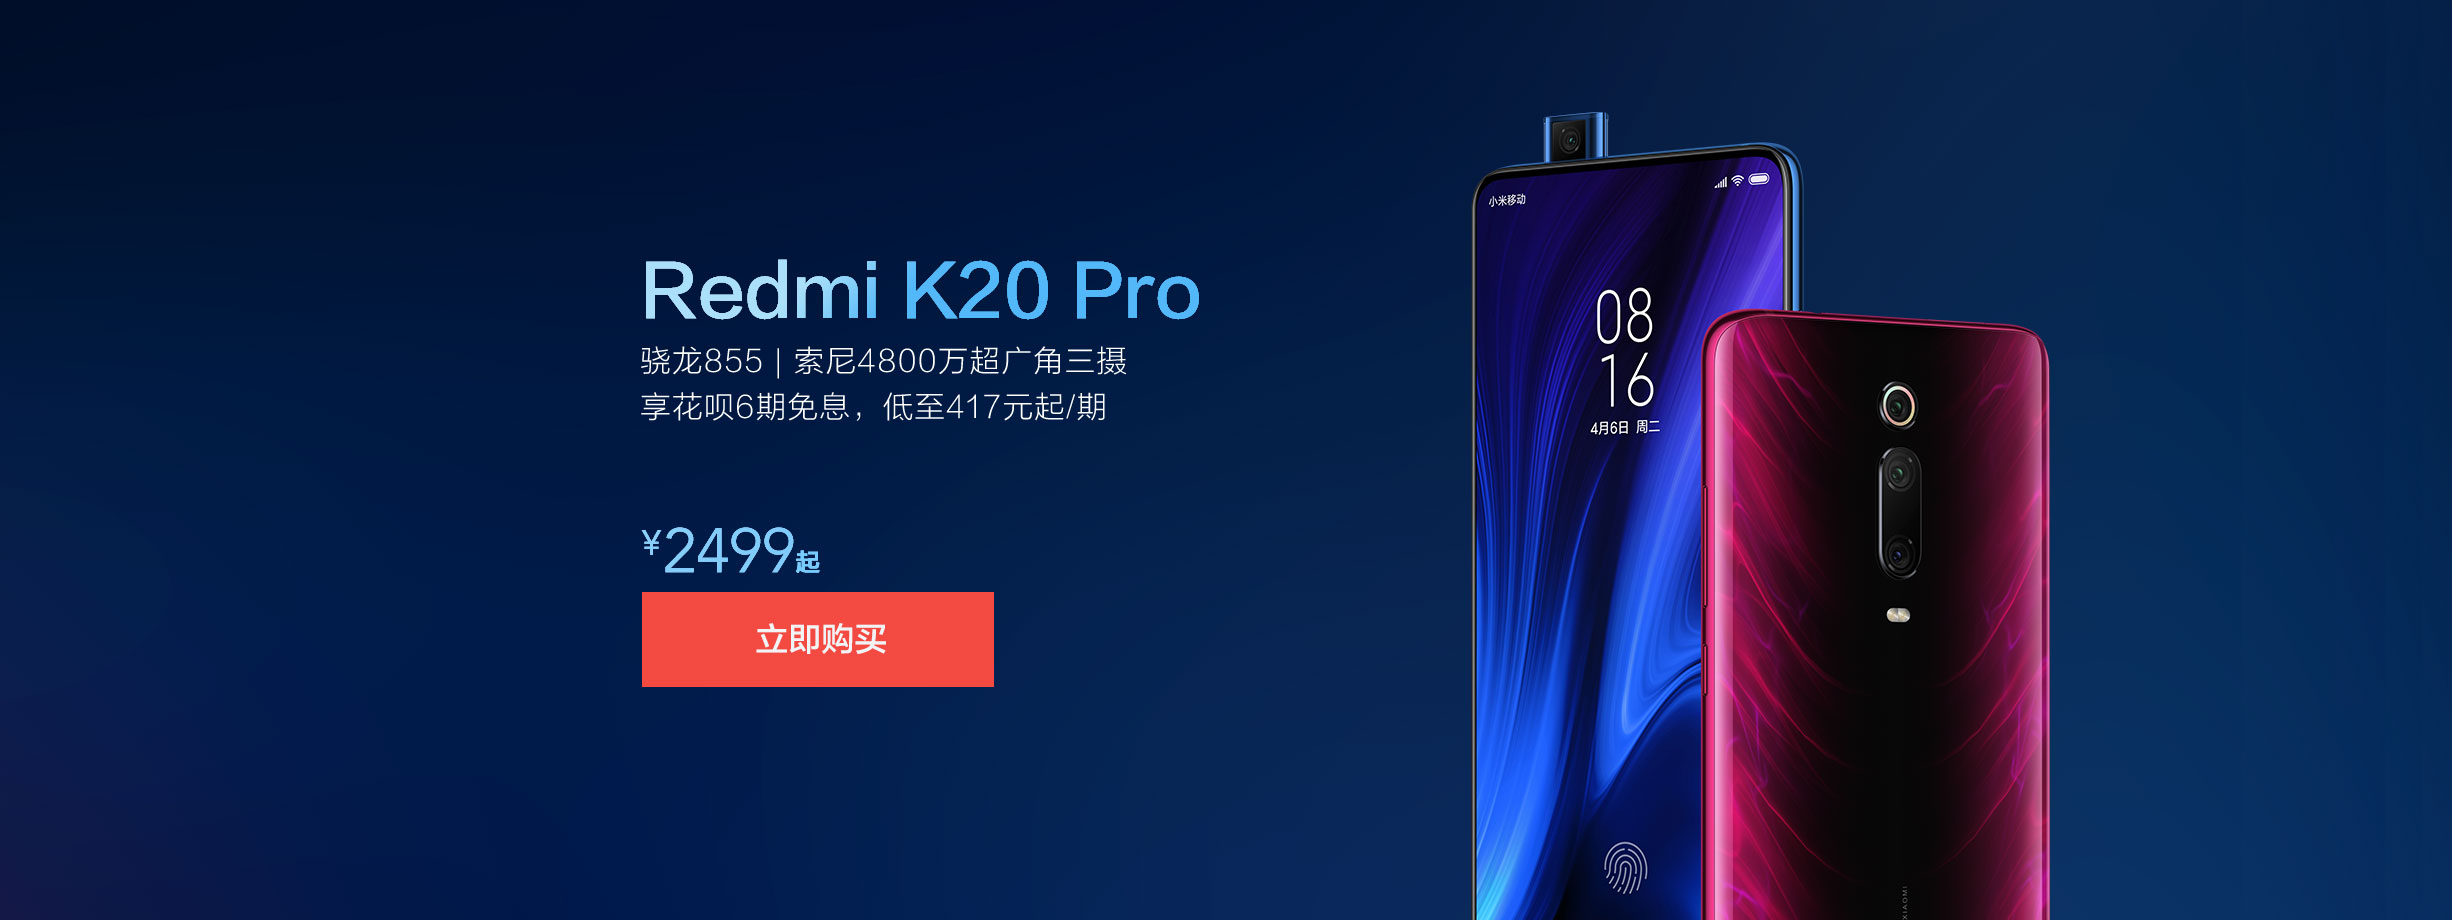 Redmi K20 Pro
骁龙855 | 索尼4800万超广角三摄
享花呗6期免息，低至417元起/期
¥2499起
立即购买
小米移动
08
16
4月6日 周二
XIAOMI